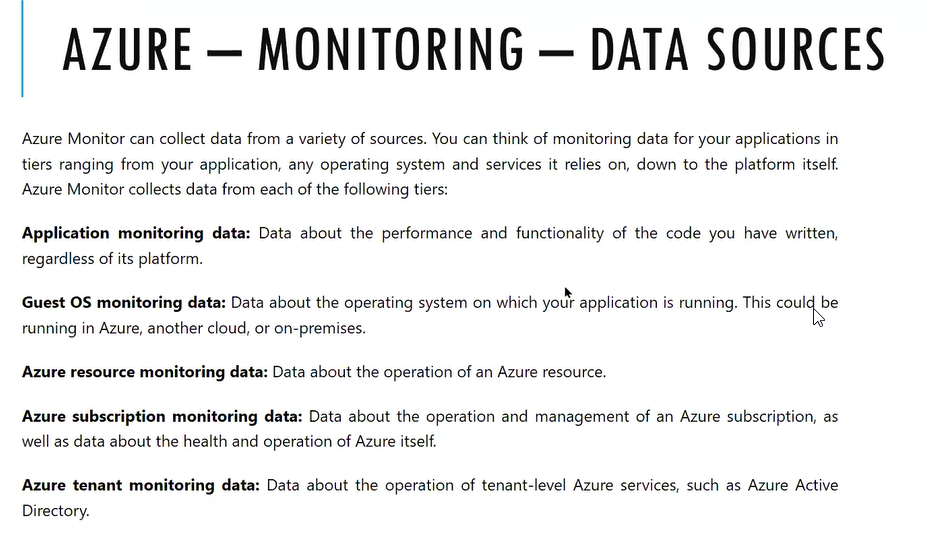 AZURE – MONITORING – DATA SOURCES
Azure Monitor can collect data from a variety of sources. You can think of monitoring data for your applications in
tiers ranging from your application, any operating system and services it relies on, down to the platform itself.
Azure Monitor collects data from each of the following tiers:
Application monitoring data: Data about the performance and functionality of the code you have written,
regardless of its platform.
Guest OS monitoring data: Data about the operating system on which your application is running. This could be
running in Azure, another cloud, or on-premises.
Azure resource monitoring data: Data about the operation of an Azure resource.
Azure subscription monitoring data: Data about the operation and management of an Azure subscription, as
well as data about the health and operation of Azure itself.
Azure tenant monitoring data: Data about the operation of tenant-level Azure services, such as Azure Active
Directory.